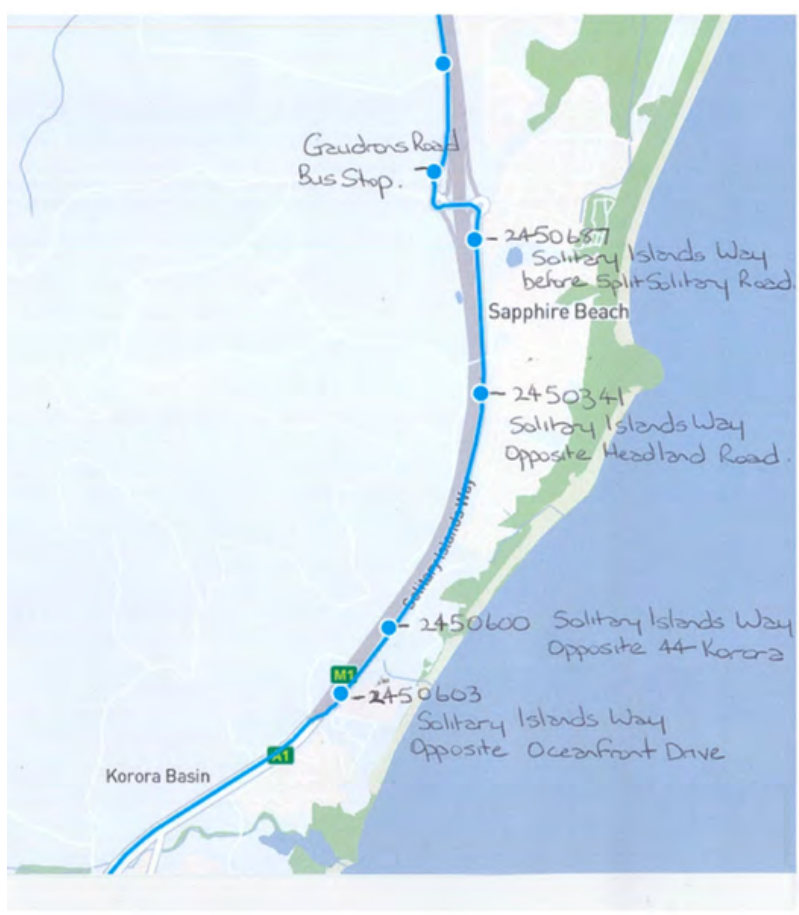 Gaudrons Road
Bus Stop.
- 2450687
Solitary Islands Way
before Split Solitary Road.
Sapphire Beach
- 2450341
Solitary Islands Way
Opposite Headland Road.
Solitary Islands Way
- 2450600 Solitary Islands Way
Opposite 44 Korora
M1
- 2450603
Solitary Islands Way
Opposite Oceanfront Drive
A1
Korora Basin